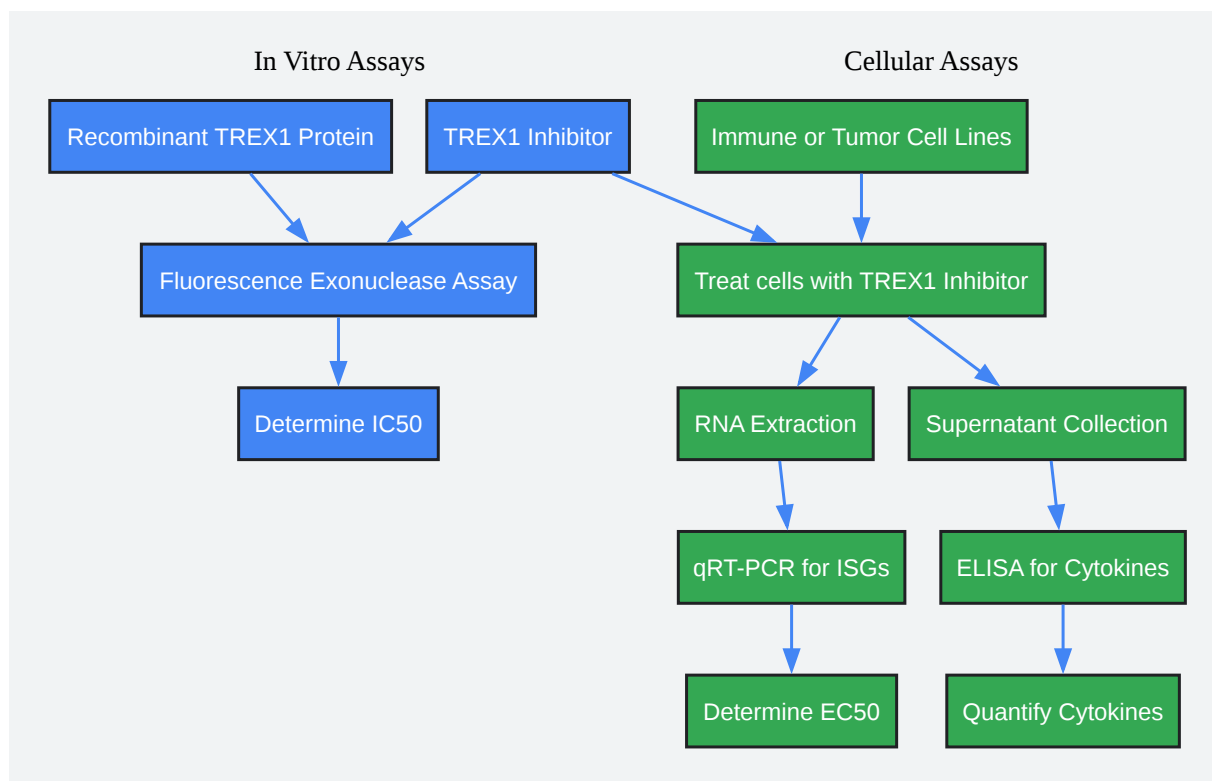 In Vitro Assays
Cellular Assays
Recombinant TREX1 Protein
TREX1 Inhibitor
Immune or Tumor Cell Lines
Fluorescence Exonuclease Assay
Treat cells with TREX1 Inhibitor
Determine IC50
RNA Extraction
Supernatant Collection
qRT-PCR for ISGs
ELISA for Cytokines
Determine EC50
Quantify Cytokines